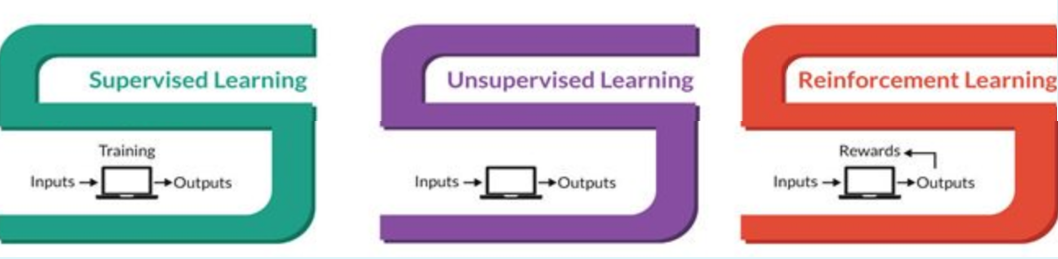 Supervised Learning
Training
Inputs
Outputs
Unsupervised Learning
Inputs
Outputs
Reinforcement Learning
Rewards
Inputs
Outputs